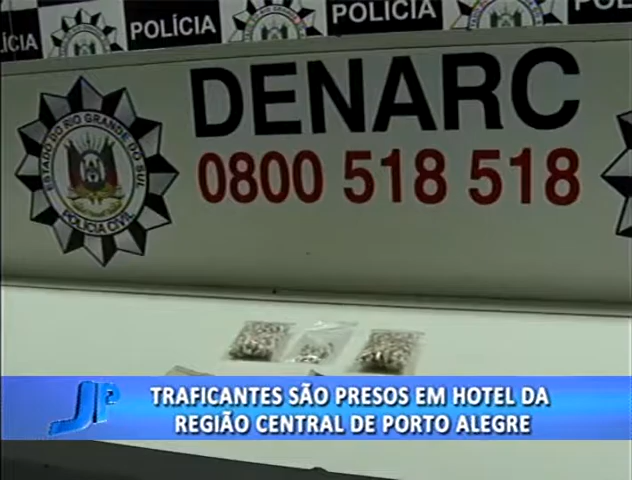 POLÍCIA
POLÍCIA
DENARC
0800 518 518
ESTADO DO RIO GRANDE DO SUL
POLÍCIA CIVIL
JP
TRAFICANTES SÃO PRESOS EM HOTEL DA
REGIÃO CENTRAL DE PORTO ALEGRE